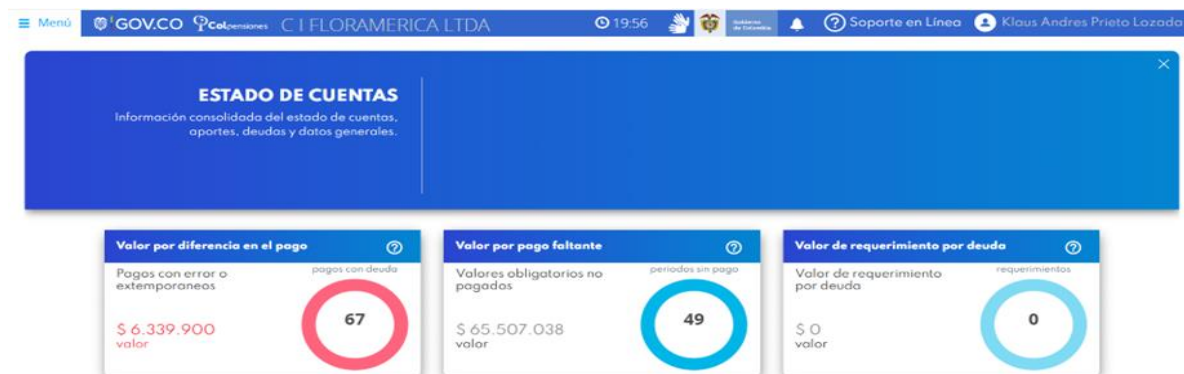 Menú GOV.CO Colpensiones C I FLORAMERICA LTDA 19:56 Gobierno de Colombia Soporte en Línea Klaus Andres Prieto Lozada
ESTADO DE CUENTAS
Información consolidada del estado de cuentas,
aportes, deudas y datos generales.
Valor por diferencia en el pago
Pagos con error o
extemporaneos
pagos con deuda
67
$ 6.339.900
valor
Valor por pago faltante
Valores obligatorios no
pagados
periodos sin pago
49
$ 65.507.038
valor
Valor de requerimiento por deuda
Valor de requerimiento
por deuda
requerimientos
0
$ 0
valor